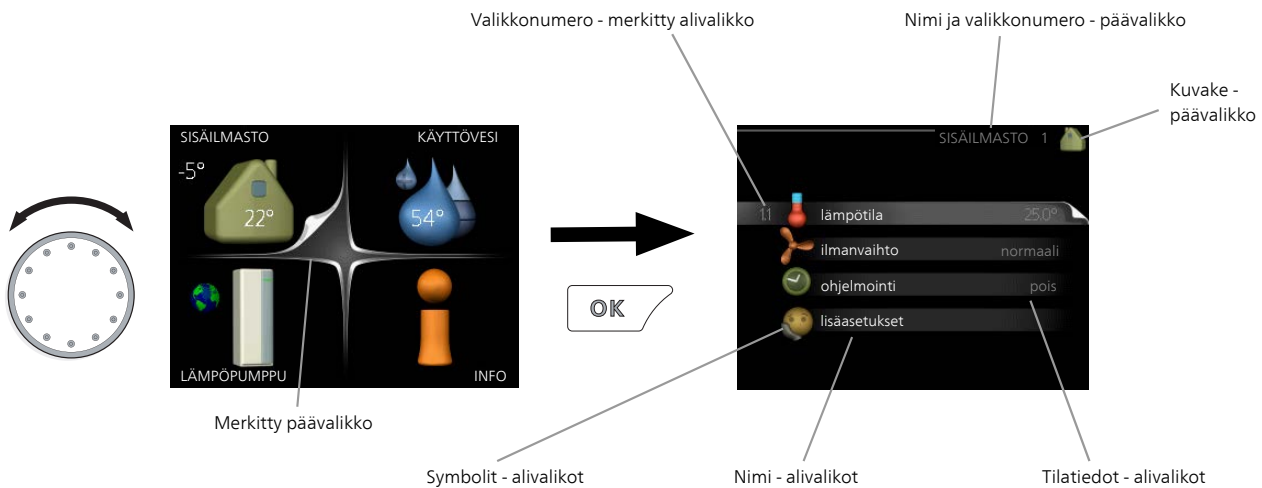 Valikkonumero - merkitty alivalikko
Nimi ja valikkonumero - päävalikko
Kuvake -
päävalikko
SISÄILMASTO
KÄYTTÖVESI
-5°
22°
54°
LÄMPÖPUMPPU
INFO
Merkitty päävalikko
OK
SISÄILMASTO 1
1.1 lämpötila 25.0°
ilmanvaihto normaali
ohjelmointi pois
lisäasetukset
Symbolit - alivalikot
Nimi - alivalikot
Tilatiedot - alivalikot